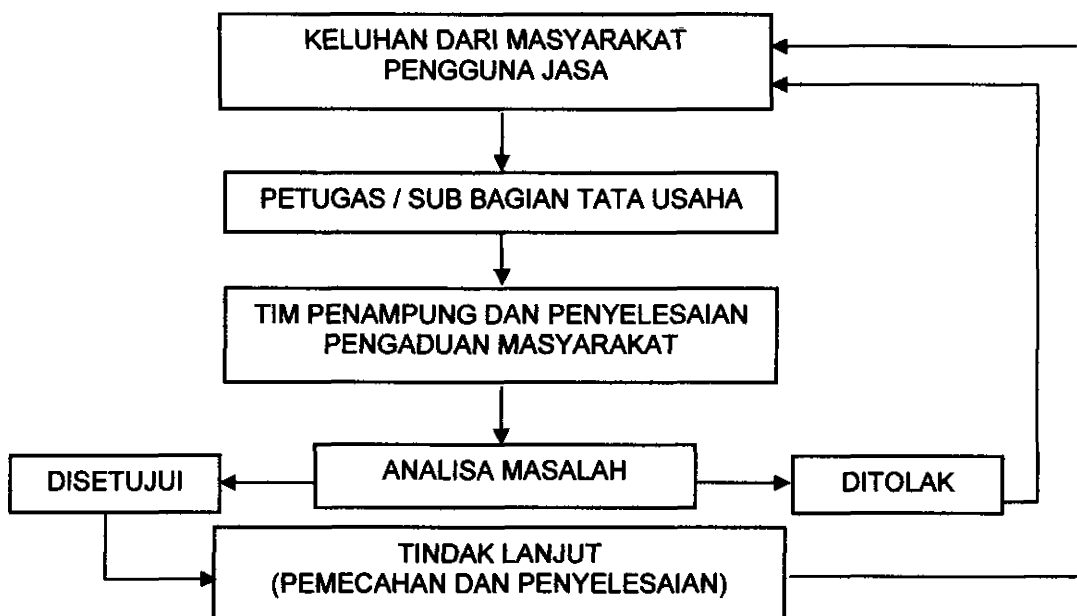 KELUHAN DARI MASYARAKAT
PENGGUNA JASA
PETUGAS / SUB BAGIAN TATA USAHA
TIM PENAMPUNG DAN PENYELESAIAN
PENGADUAN MASYARAKAT
DISETUJUI
ANALISA MASALAH
DITOLAK
TINDAK LANJUT
(PEMECAHAN DAN PENYELESAIAN)